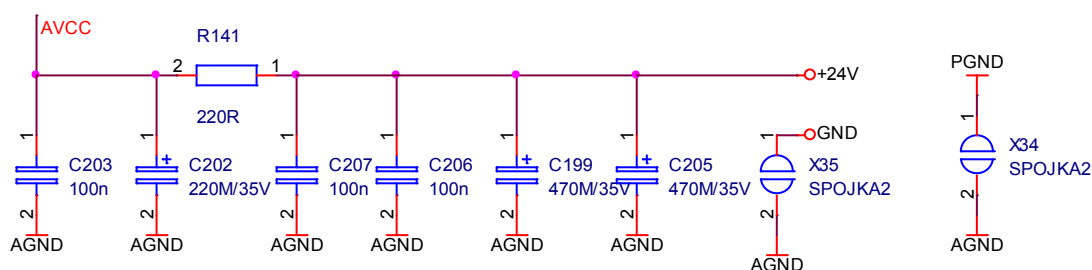 AVCC
R141
2
1
220R
+24V
PGND
1
X34
SPOJKA2
2
AGND
1
C203
100n
2
AGND
1
+
C202
220M/35V
2
AGND
1
C207
100n
2
AGND
1
C206
100n
2
AGND
1
+
C199
470M/35V
2
AGND
1
+
C205
470M/35V
2
AGND
1
GND
X35
SPOJKA2
2
AGND